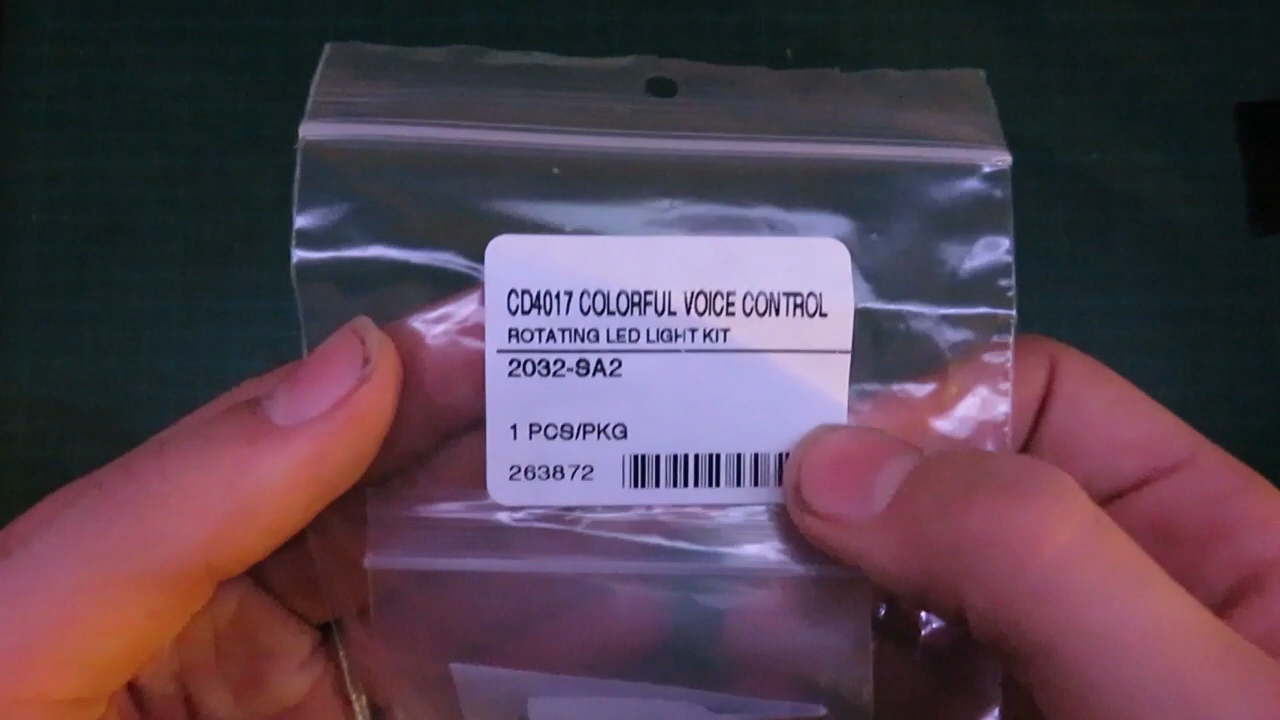 CD4017 COLORFUL VOICE CONTROL
ROTATING LED LIGHT KIT
2032-SA2
1 PCS/PKG
263872